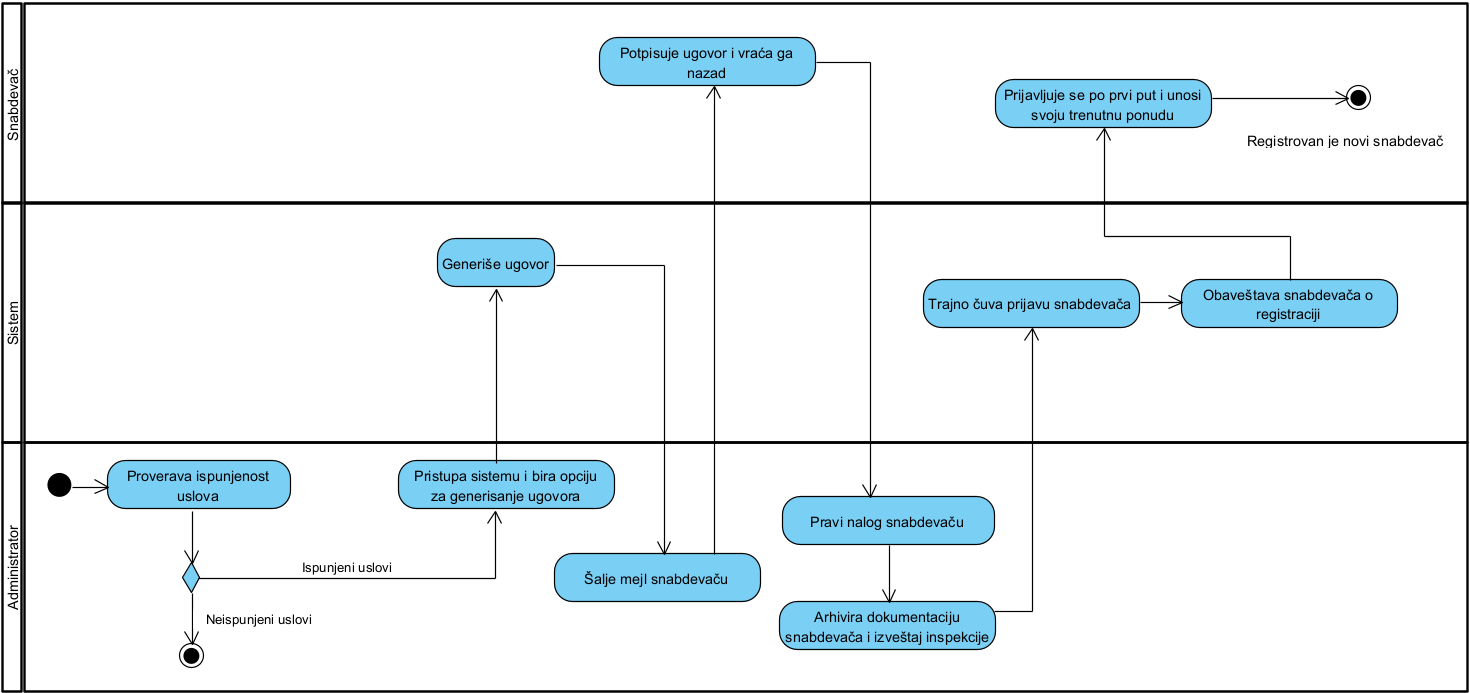 Snabdevač
Potpisuje ugovor i vraća ga
nazad
Prijavljuje se po prvi put i unosi
svoju trenutnu ponudu
Registrovan je novi snabdevač
Sistem
Generiše ugovor
Trajno čuva prijavu snabdevača
Obaveštava snabdevača o
registraciji
Administrator
Proverava ispunjenost
uslova
Pristupa sistemu i bira opciju
za generisanje ugovora
Ispunjeni uslovi
Neispunjeni uslovi
Šalje mejl snabdevaču
Pravi nalog snabdevaču
Arhivira dokumentaciju
snabdevača i izveštaj inspekcije